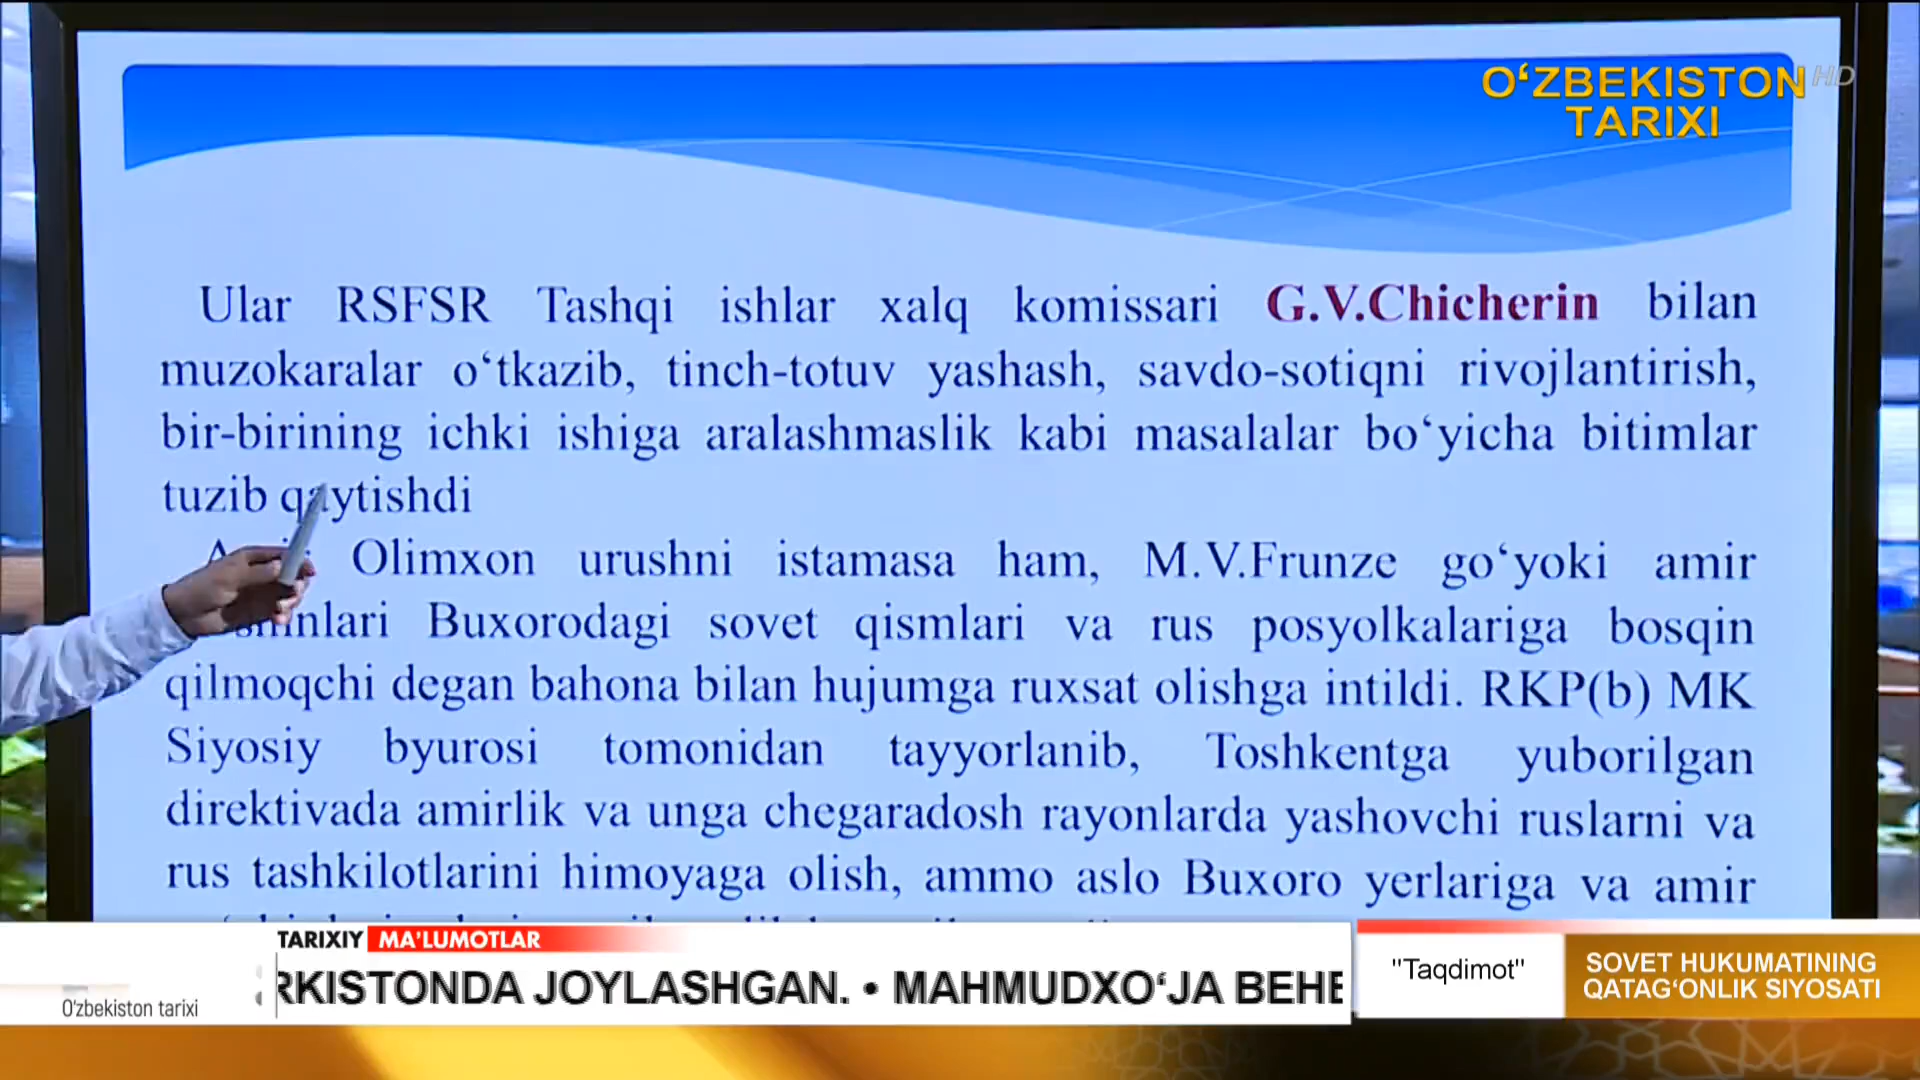 O‘ZBEKISTON HD
TARIXI
Ular RSFSR Tashqi ishlar xalq komissari G.V.Chicherin bilan
muzokaralar o‘tkazib, tinch-totuv yashash, savdo-sotiqni rivojlantirish,
bir-birining ichki ishiga aralashmaslik kabi masalalar bo‘yicha bitimlar
tuzib qaytishdi
Olimxon urushni istamasa ham, M.V.Frunze go‘yoki amir
Buxorodagi sovet qismlari va rus posyolkalariga bosqin
qilmoqchi degan bahona bilan hujumga ruxsat olishga intildi. RKP(b) MK
Siyosiy byurosi tomonidan tayyorlanib, Toshkentga yuborilgan
direktivada amirlik va unga chegaradosh rayonlarda yashovchi ruslarni va
rus tashkilotlarini himoyaga olish, ammo aslo Buxoro yerlariga va amir
TARIXIY MA'LUMOTLAR
RKISTONDA JOYLASHGAN. • MAHMUDXO‘JA BEHE
O'zbekiston tarixi
"Taqdimot"
SOVET HUKUMATINING
QATAG‘ONLIK SIYOSATI